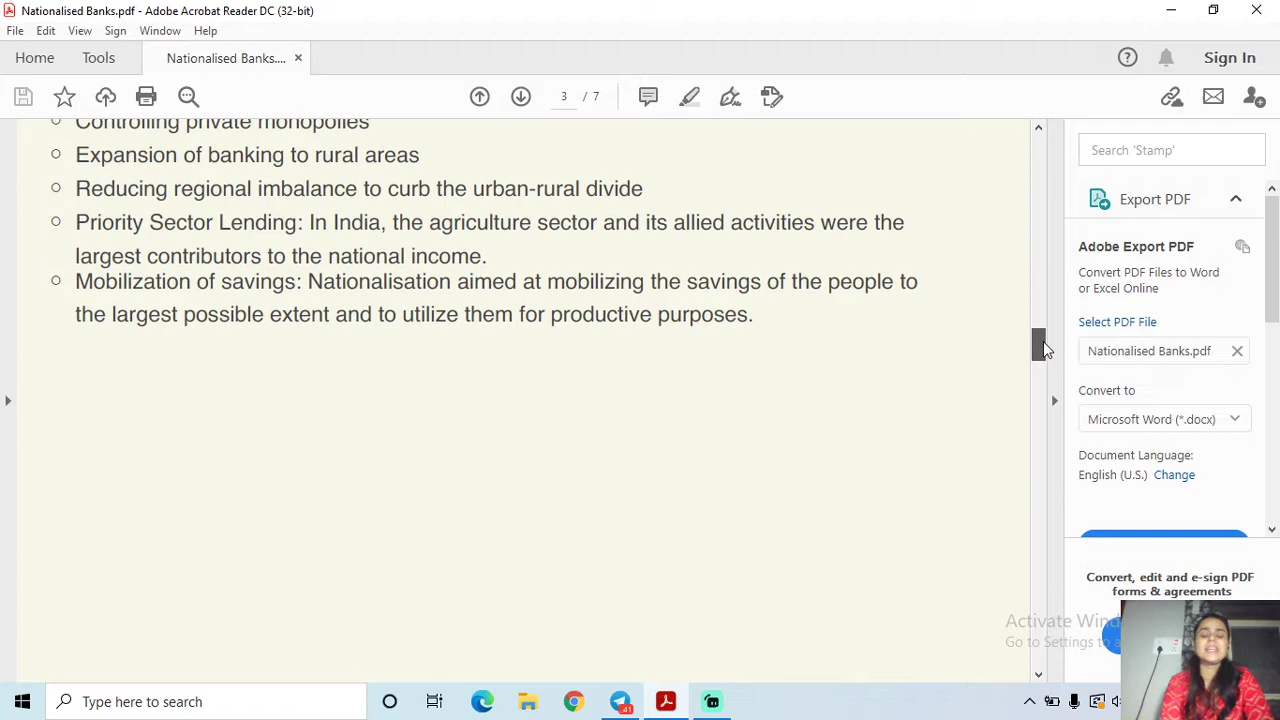 Nationalised Banks.pdf - Adobe Acrobat Reader DC (32-bit)
File Edit View Sign Window Help
Home Tools Nationalised Banks.... Sign In
3 / 7
Controlling private monopolies
Expansion of banking to rural areas
Reducing regional imbalance to curb the urban-rural divide
Priority Sector Lending: In India, the agriculture sector and its allied activities were the
largest contributors to the national income.
Mobilization of savings: Nationalisation aimed at mobilizing the savings of the people to
the largest possible extent and to utilize them for productive purposes.
Search 'Stamp'
Export PDF
Adobe Export PDF
Convert PDF Files to Word
or Excel Online
Select PDF File
Nationalised Banks.pdf
Convert to
Microsoft Word (*.docx)
Document Language:
English (U.S.) Change
Convert, edit and e-sign PDF
forms & agreements
Activate Wind
Go to Settings to a
Type here to search
41